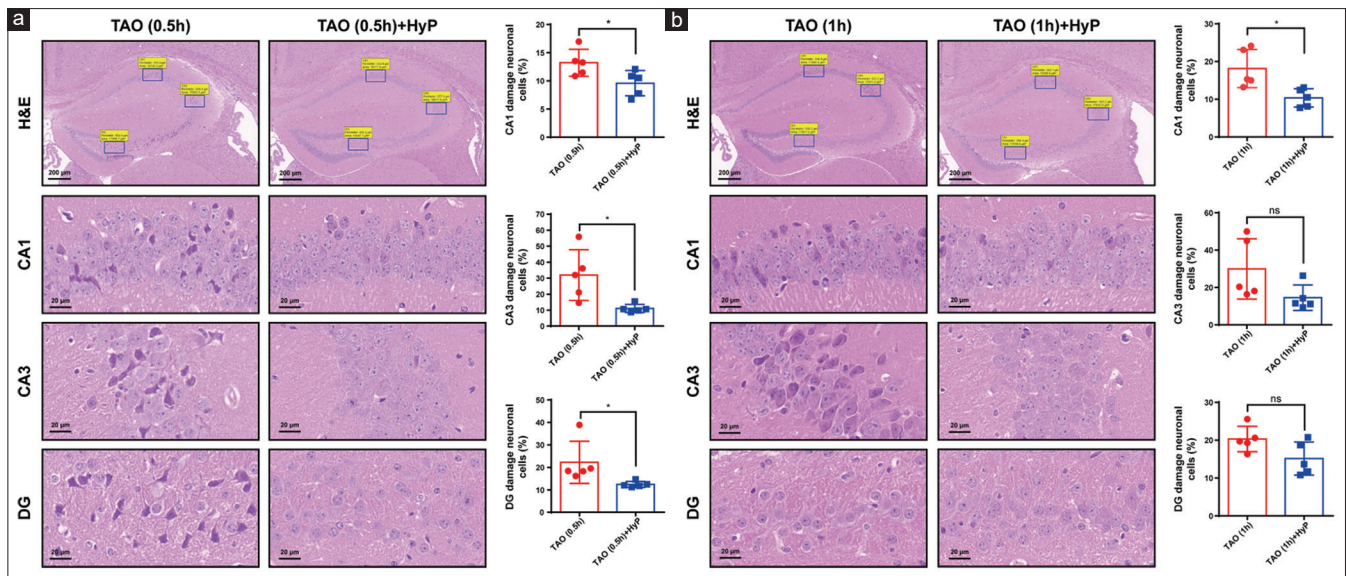 a
TAO (0.5h)
TAO (0.5h)+HyP
H&E
200 µm
200 µm
CA1
20 µm
20 µm
CA3
20 µm
20 µm
DG
20 µm
20 µm
CA1 damage neuronal
cells (%)
20
15
10
5
0
*
TAO (0.5h)
TAO (0.5h)+HyP
CA3 damage neuronal
cells (%)
70
60
50
40
30
20
10
0
*
TAO (0.5h)
TAO (0.5h)+HyP
DG damage neuronal
cells (%)
50
40
30
20
10
0
*
TAO (0.5h)
TAO (0.5h)+HyP
b
TAO (1h)
TAO (1h)+HyP
H&E
200 µm
200 µm
CA1
20 µm
20 µm
CA3
20 µm
20 µm
DG
20 µm
20 µm
CA1 damage neuronal
cells (%)
30
20
10
0
*
TAO (1h)
TAO (1h)+HyP
CA3 damage neuronal
cells (%)
60
40
20
0
ns
TAO (1h)
TAO (1h)+HyP
DG damage neuronal
cells (%)
30
20
10
0
ns
TAO (1h)
TAO (1h)+HyP